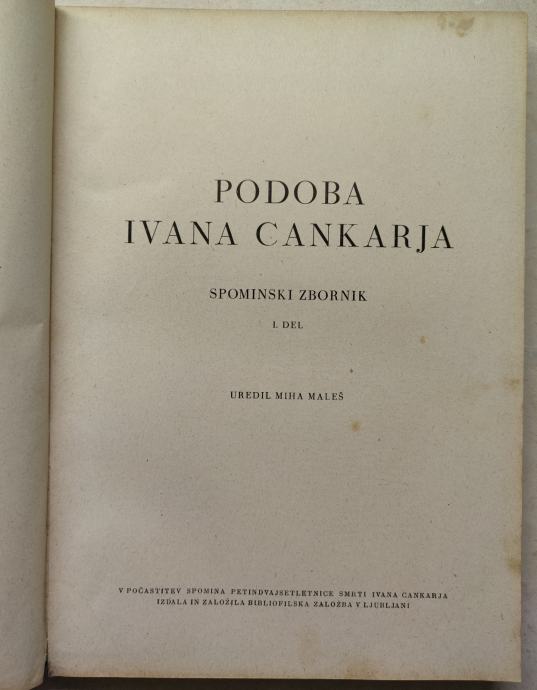 PODOBA
IVANA CANKARJA
SPOMINSKI ZBORNIK
I. DEL
UREDIL MIHA MALEŠ
V POČASTITEV SPOMINA PETINDVAJSETLETNICE SMRTI IVANA CANKARJA
IZDALA IN ZALOŽILA BIBLIOFILSKA ZALOŽBA V LJUBLJANI